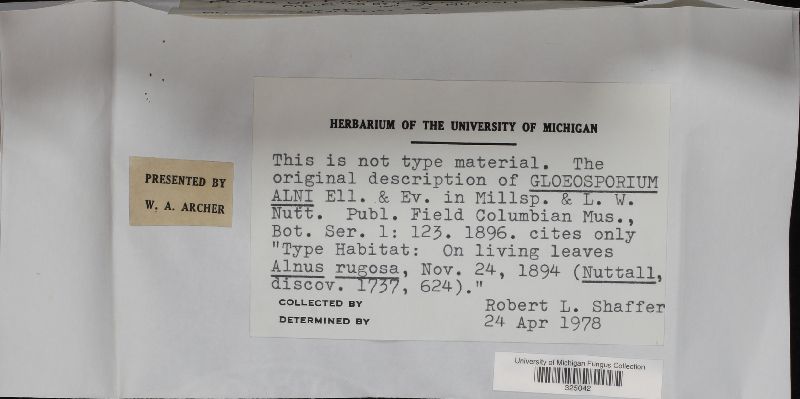 HERBARIUM OF THE UNIVERSITY OF MICHIGAN
This is not type material. The
original description of GLOEOSPORIUM
ALNI Ell. & Ev. in Millsp. & L. W.
Nutt. Publ. Field Columbian Mus.,
Bot. Ser. 1: 123. 1896. cites only
"Type Habitat: On living leaves
Alnus rugosa, Nov. 24, 1894 (Nuttall,
discov. 1737, 624)."
COLLECTED BY Robert L. Shaffer
DETERMINED BY 24 Apr 1978
PRESENTED BY
W. A. ARCHER
University of Michigan Fungus Collection
325042